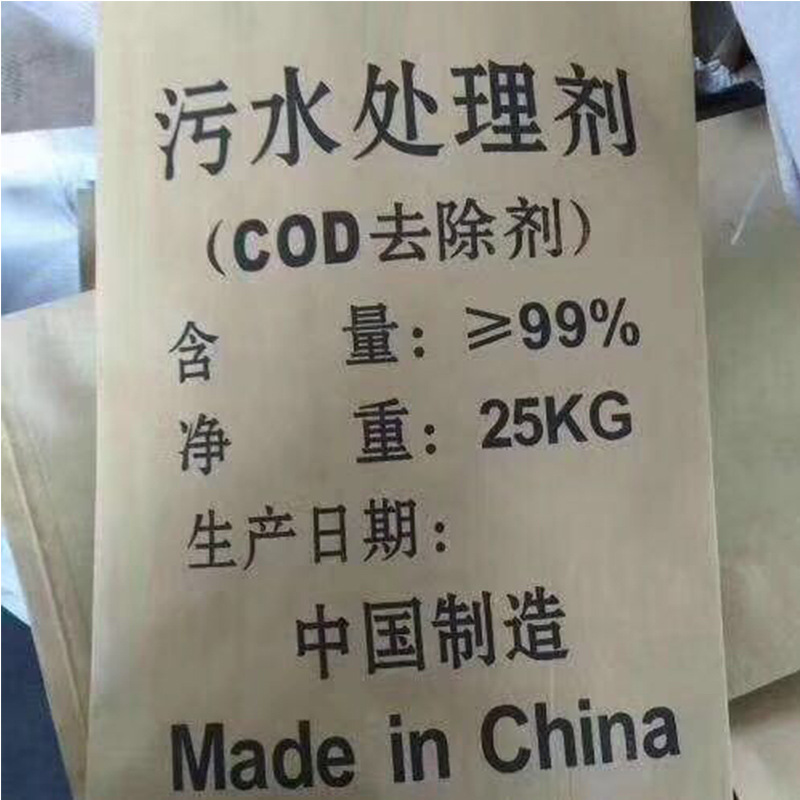 污水处理剂
（COD去除剂）
含 量：≥99%
净 重：25KG
生产日期：
中国制造
Made in China